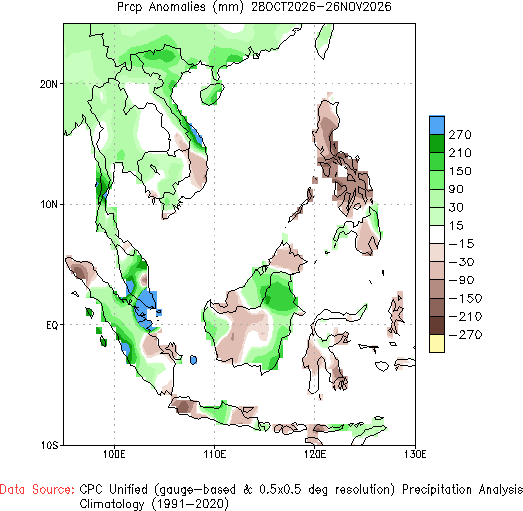 Prcp Anomalies (mm) 28OCT2026-26NOV2026
20N
10N
EQ
10S
100E 110E 120E 130E
270
210
150
90
30
15
-15
-30
-90
-150
-210
-270
Data Source: CPC Unified (gauge-based & 0.5x0.5 deg resolution) Precipitation Analysis
Climatology (1991-2020)